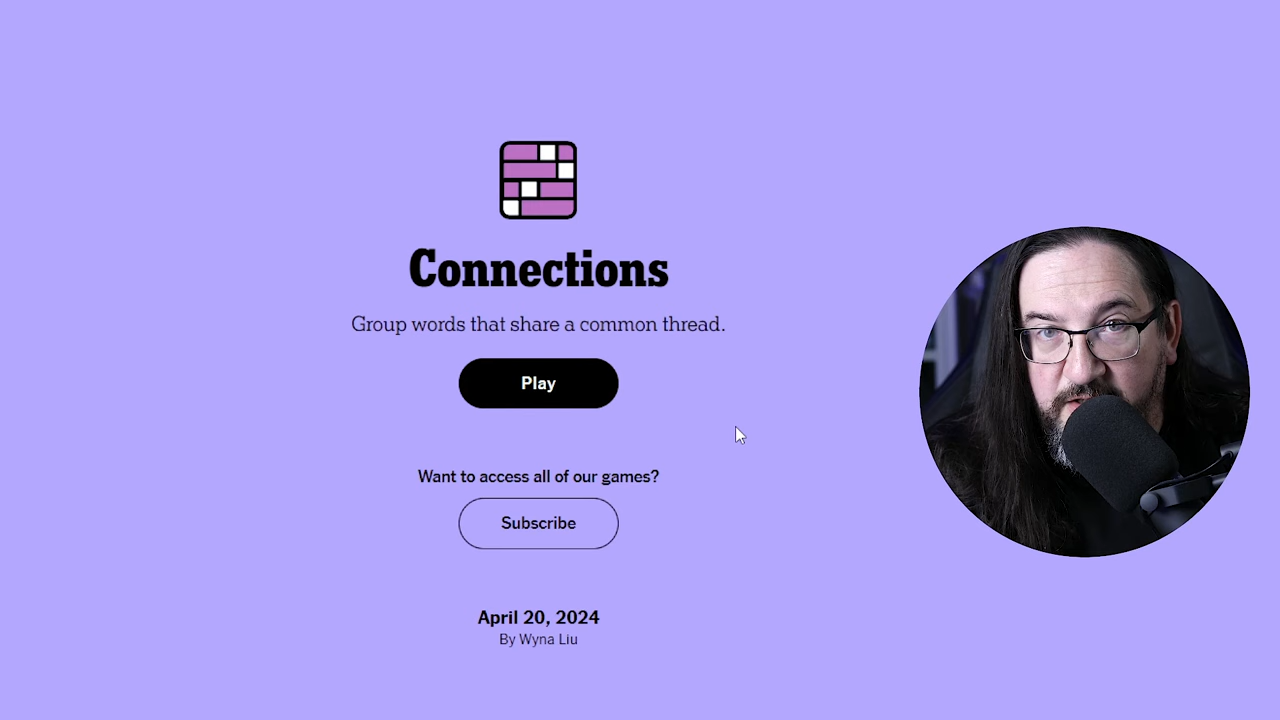 Connections
Group words that share a common thread.
Play
Want to access all of our games?
Subscribe
April 20, 2024
By Wyna Liu